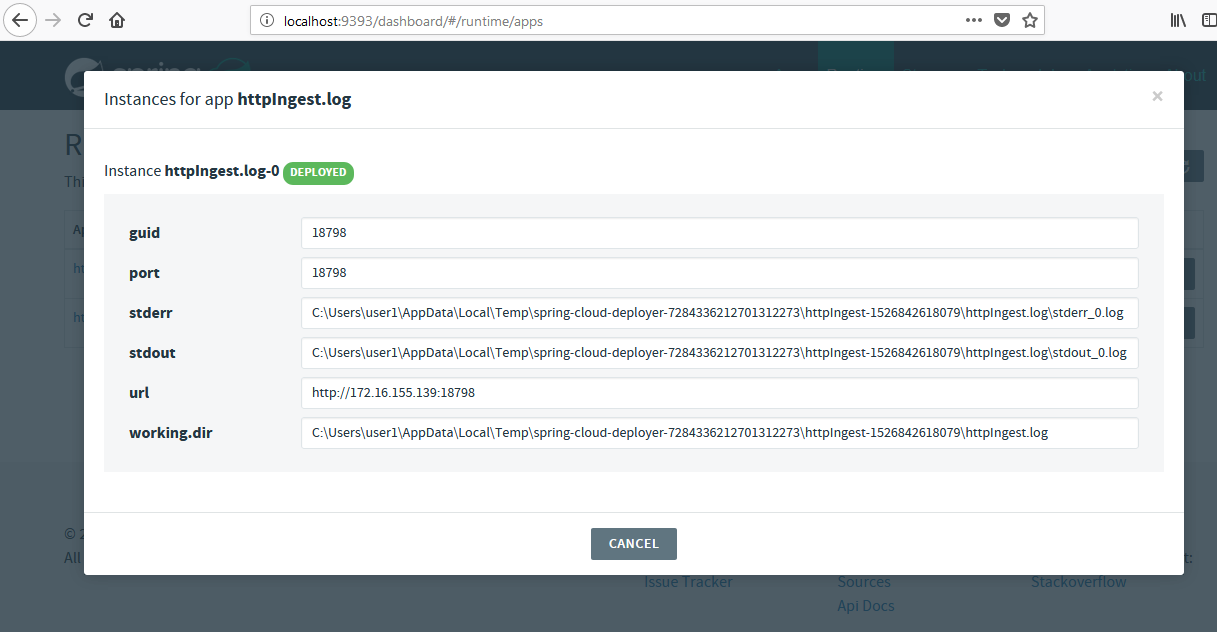 localhost:9393/dashboard/#/runtime/apps
Instances for app httpIngest.log
×
Instance httpIngest.log-0 DEPLOYED
guid 18798
port 18798
stderr C:\Users\user1\AppData\Local\Temp\spring-cloud-deployer-7284336212701312273\httpIngest-1526842618079\httpIngest.log\stderr_0.log
stdout C:\Users\user1\AppData\Local\Temp\spring-cloud-deployer-7284336212701312273\httpIngest-1526842618079\httpIngest.log\stdout_0.log
url http://172.16.155.139:18798
working.dir C:\Users\user1\AppData\Local\Temp\spring-cloud-deployer-7284336212701312273\httpIngest-1526842618079\httpIngest.log
CANCEL
All
Issue Tracker Sources Stackoverflow
Api Docs